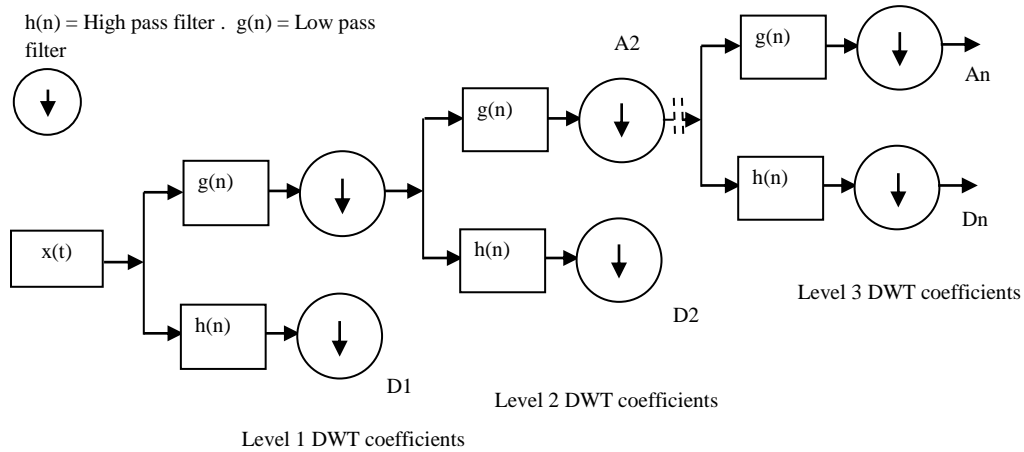 h(n) = High pass filter . g(n) = Low pass
filter
A2
g(n)
An
g(n)
h(n)
Dn
g(n)
x(t)
h(n)
D2
Level 3 DWT coefficients
h(n)
D1
Level 2 DWT coefficients
Level 1 DWT coefficients